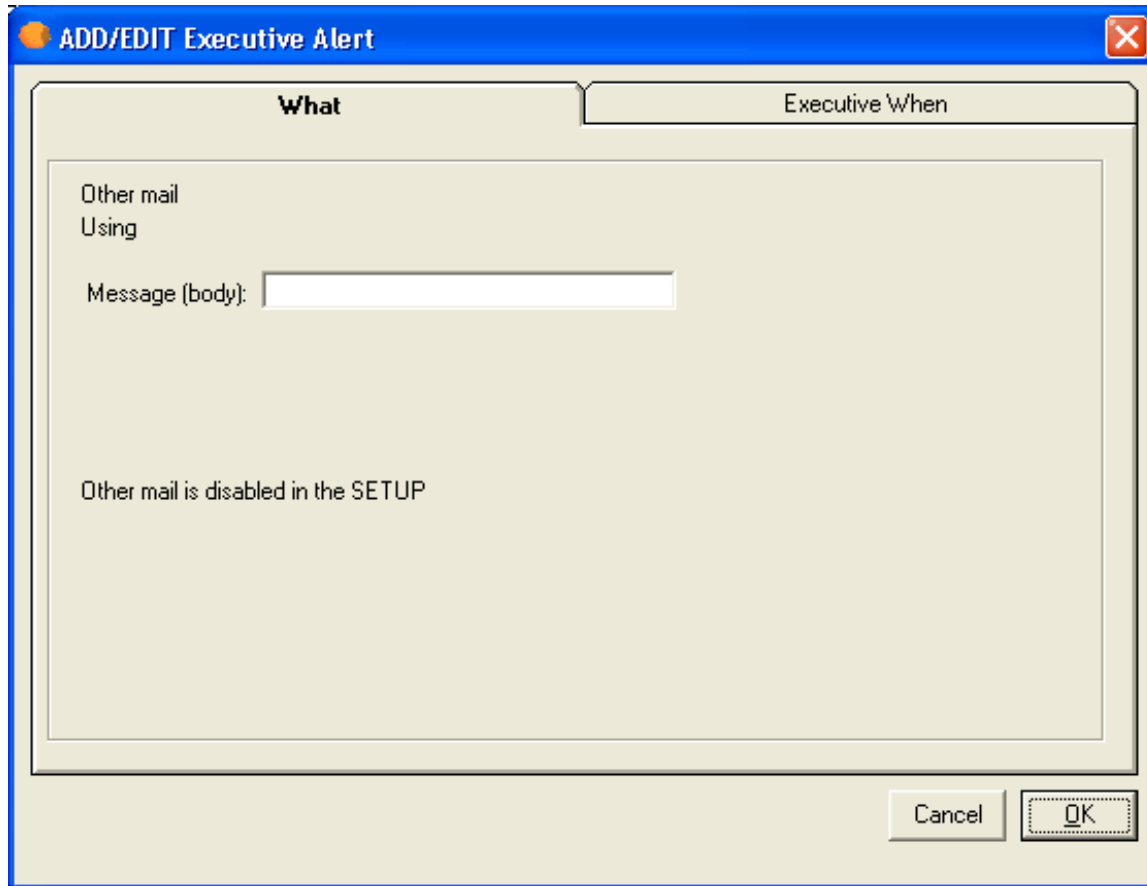 ADD/EDIT Executive Alert
What
Executive When
Other mail
Using
Message (body):
Other mail is disabled in the SETUP
Cancel
OK